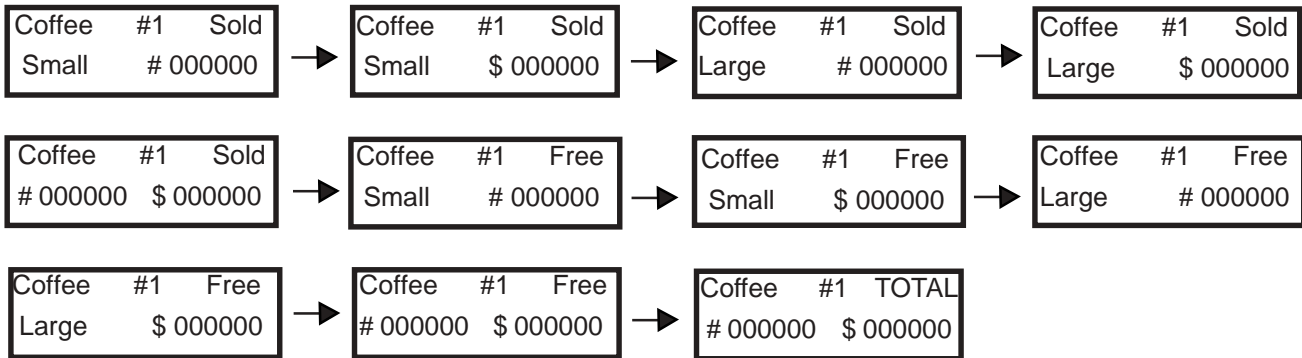 Coffee #1 Sold
Small # 000000
Coffee #1 Sold
Small $ 000000
Coffee #1 Sold
Large # 000000
Coffee #1 Sold
Large $ 000000
Coffee #1 Sold
# 000000 $ 000000
Coffee #1 Free
Small # 000000
Coffee #1 Free
Small $ 000000
Coffee #1 Free
Large # 000000
Coffee #1 Free
Large $ 000000
Coffee #1 Free
# 000000 $ 000000
Coffee #1 TOTAL
# 000000 $ 000000